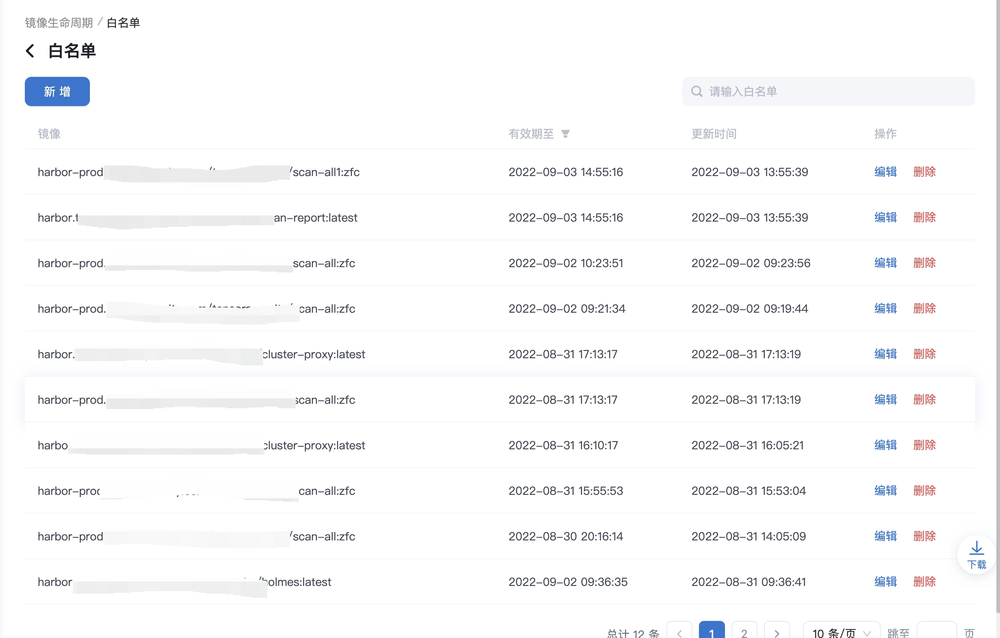 镜像生命周期 / 白名单
白名单
新 增
请输入白名单
镜像 有效期至 更新时间 操作
harbor-prod /scan-all1:zfc 2022-09-03 14:55:16 2022-09-03 13:55:39 编辑 删除
harbor.t an-report:latest 2022-09-03 14:55:16 2022-09-03 13:55:39 编辑 删除
harbor-prod. scan-all:zfc 2022-09-02 10:23:51 2022-09-02 09:23:56 编辑 删除
harbor-prod. can-all:zfc 2022-09-02 09:21:34 2022-09-02 09:19:44 编辑 删除
harbor. cluster-proxy:latest 2022-08-31 17:13:17 2022-08-31 17:13:19 编辑 删除
harbor-prod. scan-all:zfc 2022-08-31 17:13:17 2022-08-31 17:13:19 编辑 删除
harbo cluster-proxy:latest 2022-08-31 16:10:17 2022-08-31 16:05:21 编辑 删除
harbor-proc can-all:zfc 2022-08-31 15:55:53 2022-08-31 15:53:04 编辑 删除
harbor-prod /scan-all:zfc 2022-08-30 20:16:14 2022-08-31 14:05:09 编辑 删除
harbor /holmes:latest 2022-09-02 09:36:35 2022-08-31 09:36:41 编辑 删除
下载
总计 12 条 1 2 10 条/页 跳至 页